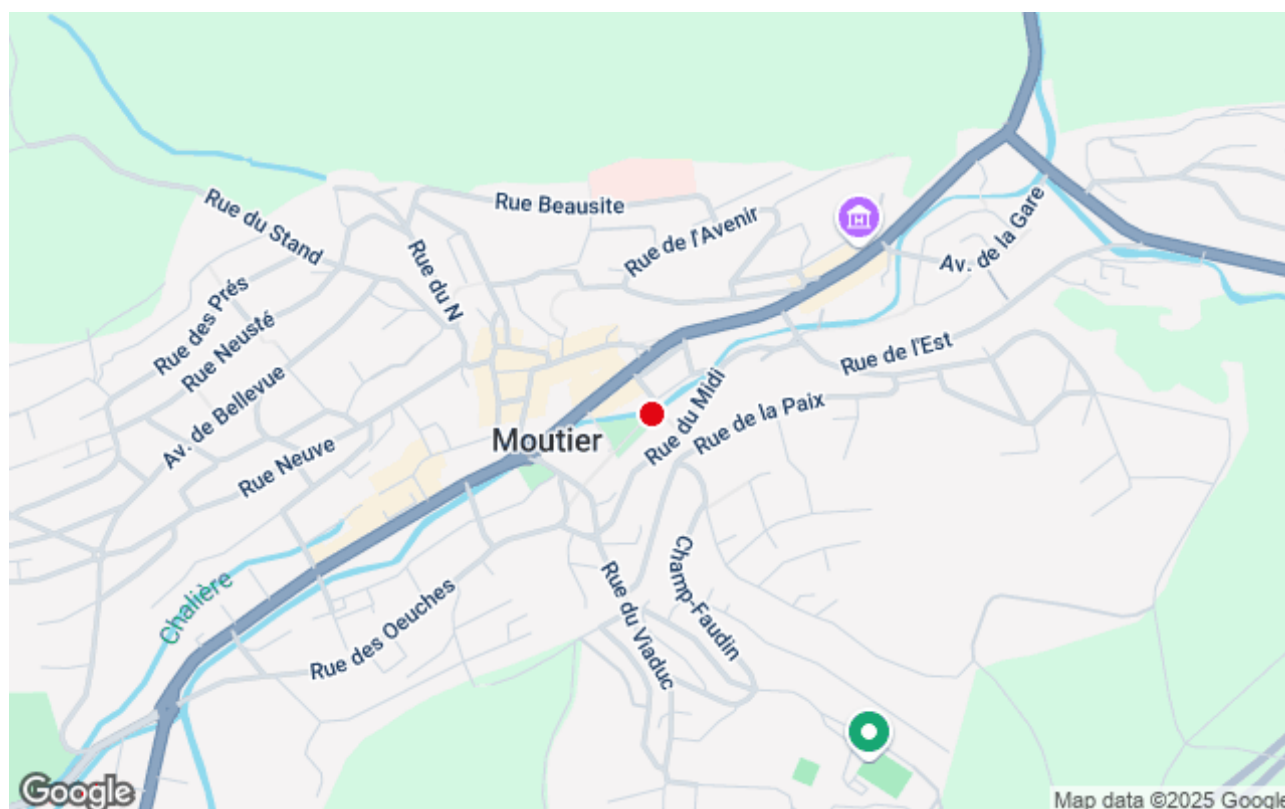 Rue Beausite
Rue du Stand
Rue de l'Avenir
Rue du N
Av. de la Gare
Rue des Prés
Rue Neusté
Rue de l'Est
Av. de Bellevue
Rue du Midi
Rue de la Paix
Moutier
Rue Neuve
Chalière
Champ-Faudin
Rue du Viaduc
Rue des Oeuches
Google
Map data ©2025 Google